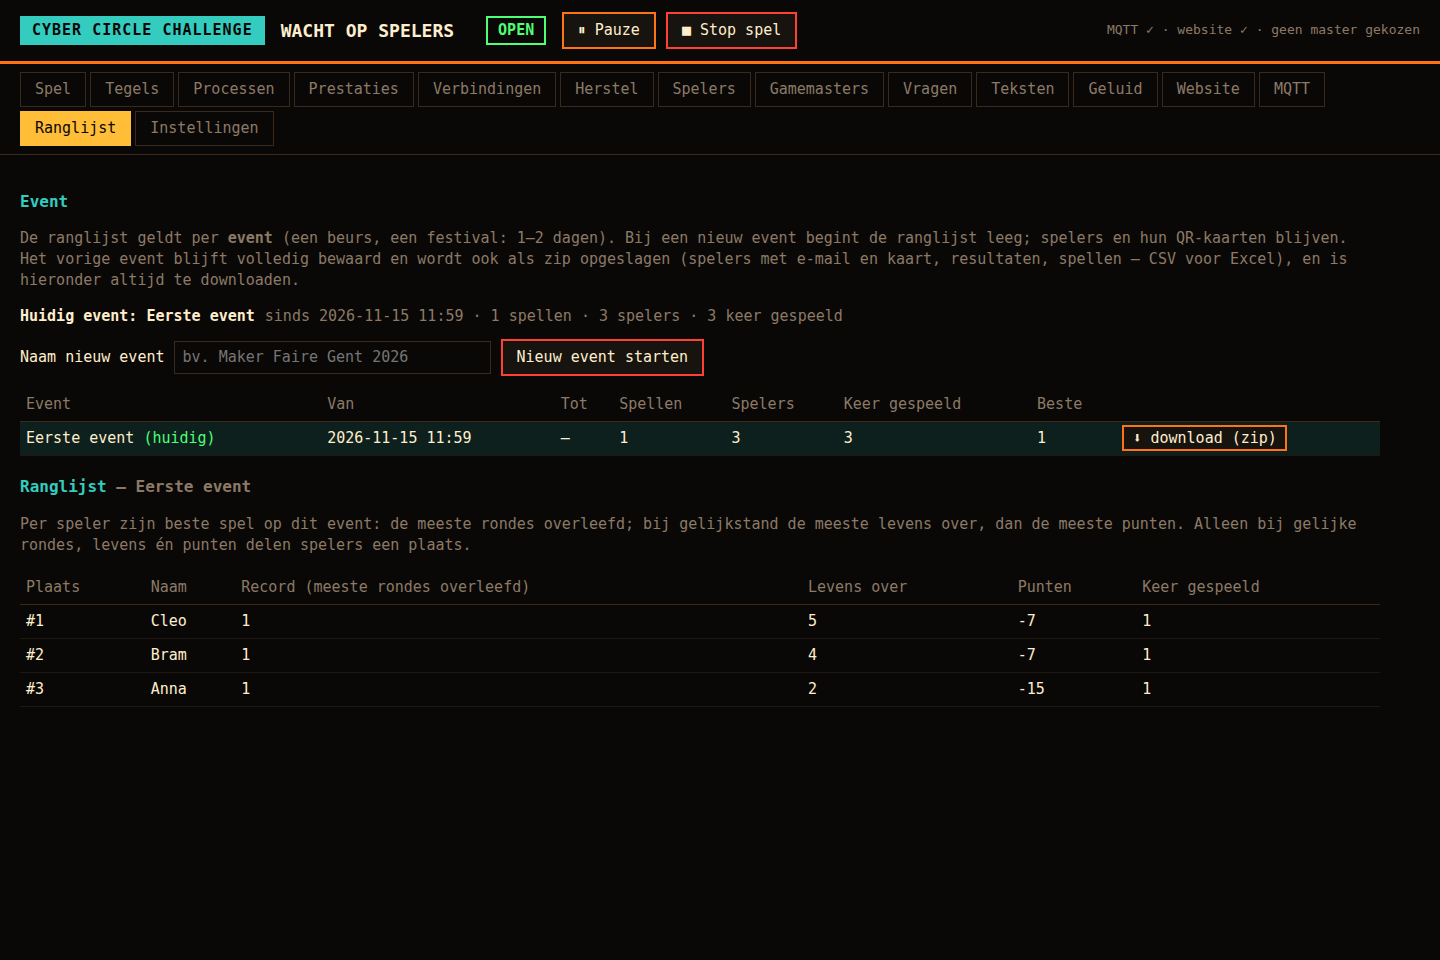 CYBER CIRCLE CHALLENGE WACHT OP SPELERS OPEN ⏸ Pauze ■ Stop spel MQTT ✓ · website ✓ · geen master gekozen
Spel Tegels Processen Prestaties Verbindingen Herstel Spelers Gamemasters Vragen Teksten Geluid Website MQTT
Ranglijst Instellingen
Event
De ranglijst geldt per event (een beurs, een festival: 1–2 dagen). Bij een nieuw event begint de ranglijst leeg; spelers en hun QR-kaarten blijven.
Het vorige event blijft volledig bewaard en wordt ook als zip opgeslagen (spelers met e-mail en kaart, resultaten, spellen — CSV voor Excel), en is
hieronder altijd te downloaden.
Huidig event: Eerste event sinds 2026-11-15 11:59 · 1 spellen · 3 spelers · 3 keer gespeeld
Naam nieuw event bv. Maker Faire Gent 2026 Nieuw event starten
Event Van Tot Spellen Spelers Keer gespeeld Beste
Eerste event (huidig) 2026-11-15 11:59 — 1 3 3 1 ⬇ download (zip)
Ranglijst — Eerste event
Per speler zijn beste spel op dit event: de meeste rondes overleefd; bij gelijkstand de meeste levens over, dan de meeste punten. Alleen bij gelijke
rondes, levens én punten delen spelers een plaats.
Plaats Naam Record (meeste rondes overleefd) Levens over Punten Keer gespeeld
#1 Cleo 1 5 -7 1
#2 Bram 1 4 -7 1
#3 Anna 1 2 -15 1